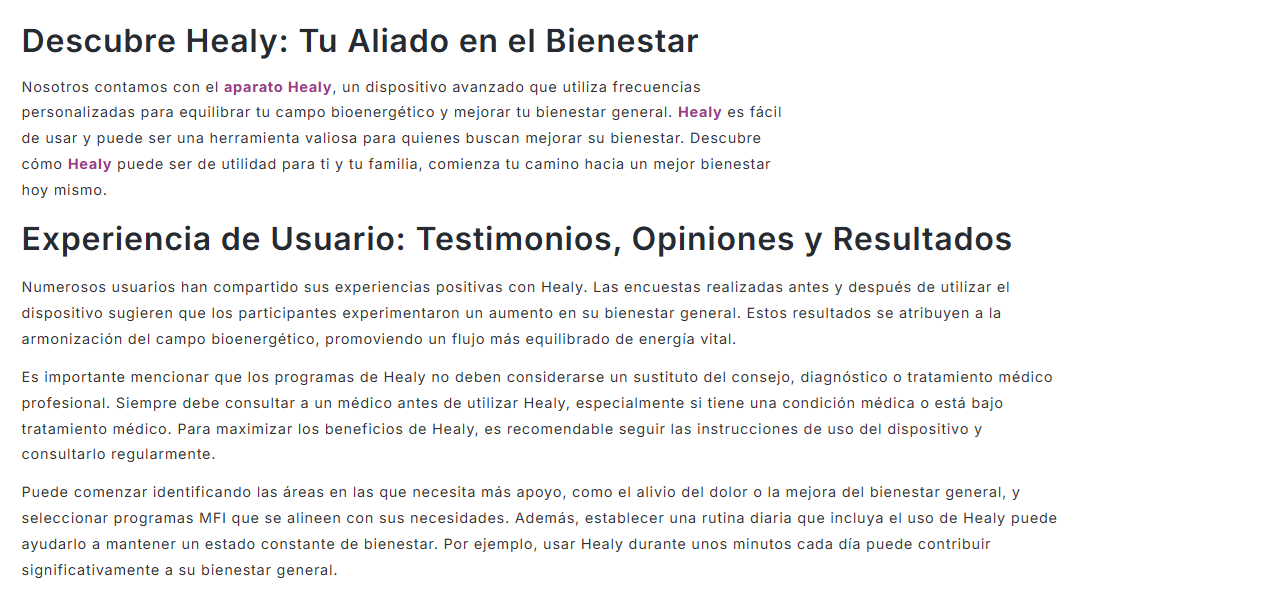 Descubre Healy: Tu Aliado en el Bienestar
Nosotros contamos con el aparato Healy, un dispositivo avanzado que utiliza frecuencias
personalizadas para equilibrar tu campo bioenergético y mejorar tu bienestar general. Healy es fácil
de usar y puede ser una herramienta valiosa para quienes buscan mejorar su bienestar. Descubre
cómo Healy puede ser de utilidad para ti y tu familia, comienza tu camino hacia un mejor bienestar
hoy mismo.
Experiencia de Usuario: Testimonios, Opiniones y Resultados
Numerosos usuarios han compartido sus experiencias positivas con Healy. Las encuestas realizadas antes y después de utilizar el
dispositivo sugieren que los participantes experimentaron un aumento en su bienestar general. Estos resultados se atribuyen a la
armonización del campo bioenergético, promoviendo un flujo más equilibrado de energía vital.
Es importante mencionar que los programas de Healy no deben considerarse un sustituto del consejo, diagnóstico o tratamiento médico
profesional. Siempre debe consultar a un médico antes de utilizar Healy, especialmente si tiene una condición médica o está bajo
tratamiento médico. Para maximizar los beneficios de Healy, es recomendable seguir las instrucciones de uso del dispositivo y
consultarlo regularmente.
Puede comenzar identificando las áreas en las que necesita más apoyo, como el alivio del dolor o la mejora del bienestar general, y
seleccionar programas MFI que se alineen con sus necesidades. Además, establecer una rutina diaria que incluya el uso de Healy puede
ayudarlo a mantener un estado constante de bienestar. Por ejemplo, usar Healy durante unos minutos cada día puede contribuir
significativamente a su bienestar general.